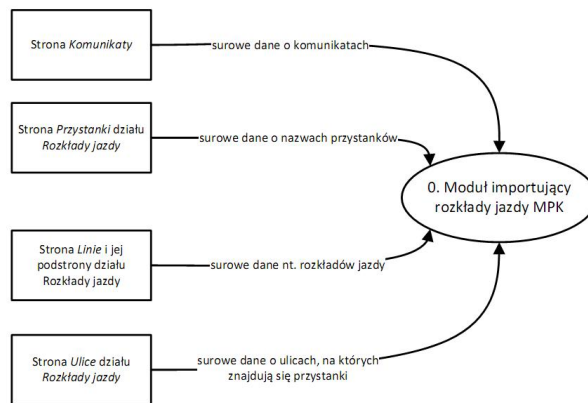 Strona Komunikaty
surowe dane o komunikatach
Strona Przystanki działu
Rozkłady jazdy
surowe dane o nazwach przystanków
0. Moduł importujący
rozkłady jazdy MPK
Strona Linie i jej
podstrony działu
Rozkłady jazdy
surowe dane nt. rozkładów jazdy
Strona Ulice działu
Rozkłady jazdy
surowe dane o ulicach, na których
znajdują się przystanki